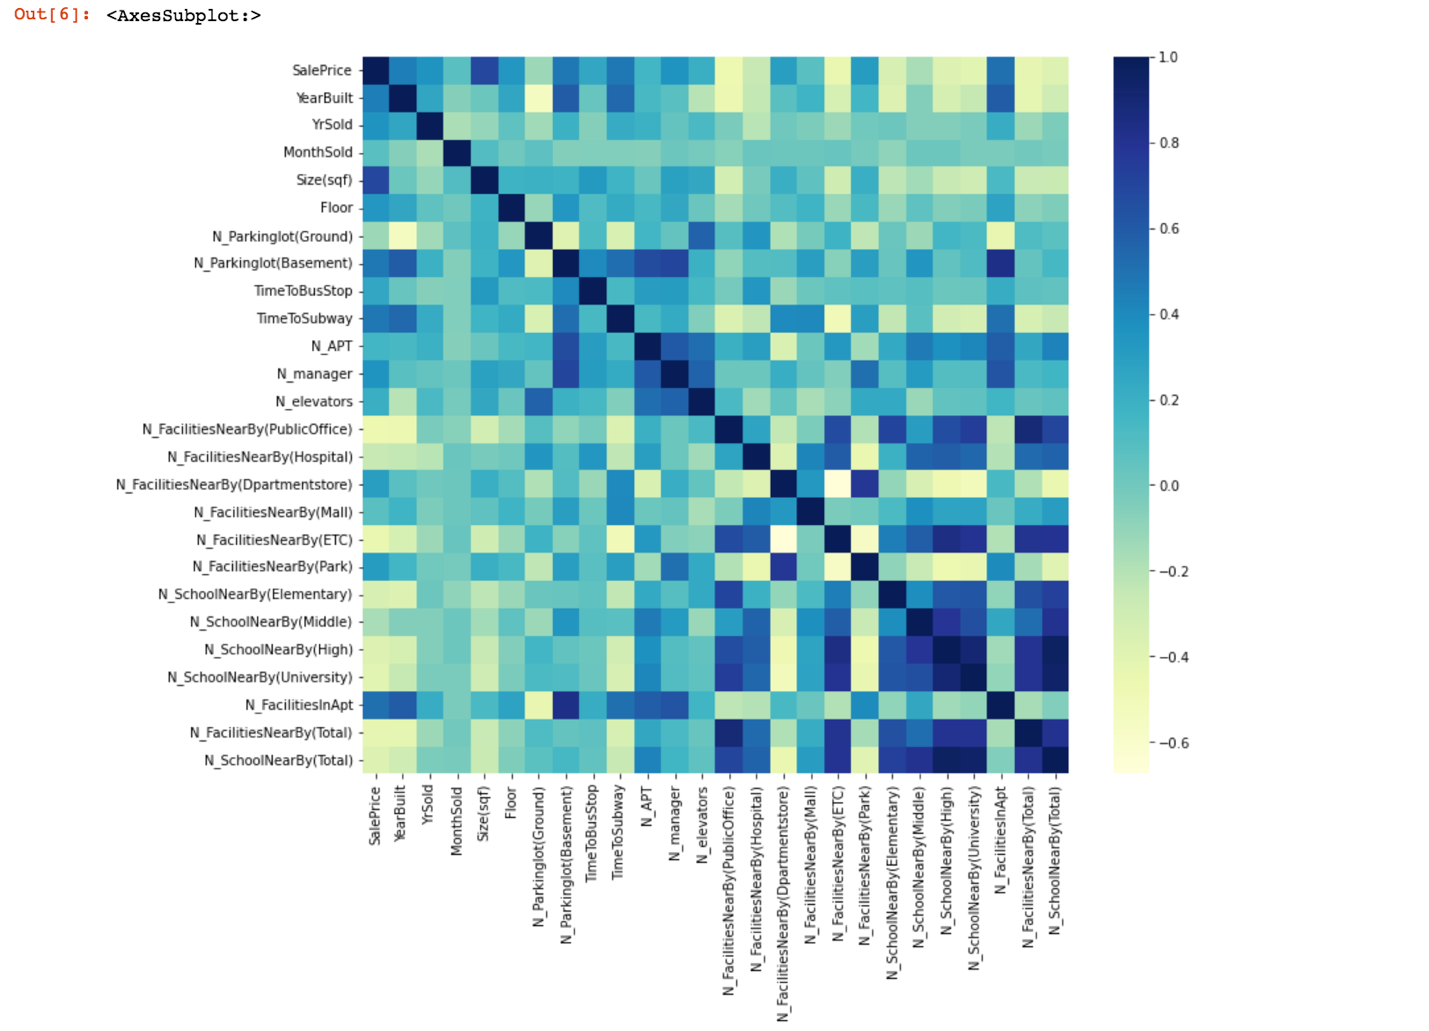 Out[6]: <AxesSubplot:>
SalePrice
YearBuilt
YrSold
MonthSold
Size(sqf)
Floor
N_Parkinglot(Ground)
N_Parkinglot(Basement)
TimeToBusStop
TimeToSubway
N_APT
N_manager
N_elevators
N_FacilitiesNearBy(PublicOffice)
N_FacilitiesNearBy(Hospital)
N_FacilitiesNearBy(Dpartmentstore)
N_FacilitiesNearBy(Mall)
N_FacilitiesNearBy(ETC)
N_FacilitiesNearBy(Park)
N_SchoolNearBy(Elementary)
N_SchoolNearBy(Middle)
N_SchoolNearBy(High)
N_SchoolNearBy(University)
N_FacilitiesInApt
N_FacilitiesNearBy(Total)
N_SchoolNearBy(Total)
SalePrice
YearBuilt
YrSold
MonthSold
Size(sqf)
Floor
N_Parkinglot(Ground)
N_Parkinglot(Basement)
TimeToBusStop
TimeToSubway
N_APT
N_manager
N_elevators
N_FacilitiesNearBy(PublicOffice)
N_FacilitiesNearBy(Hospital)
N_FacilitiesNearBy(Dpartmentstore)
N_FacilitiesNearBy(Mall)
N_FacilitiesNearBy(ETC)
N_FacilitiesNearBy(Park)
N_SchoolNearBy(Elementary)
N_SchoolNearBy(Middle)
N_SchoolNearBy(High)
N_SchoolNearBy(University)
N_FacilitiesInApt
N_FacilitiesNearBy(Total)
N_SchoolNearBy(Total)
1.0
0.8
0.6
0.4
0.2
0.0
−0.2
−0.4
−0.6